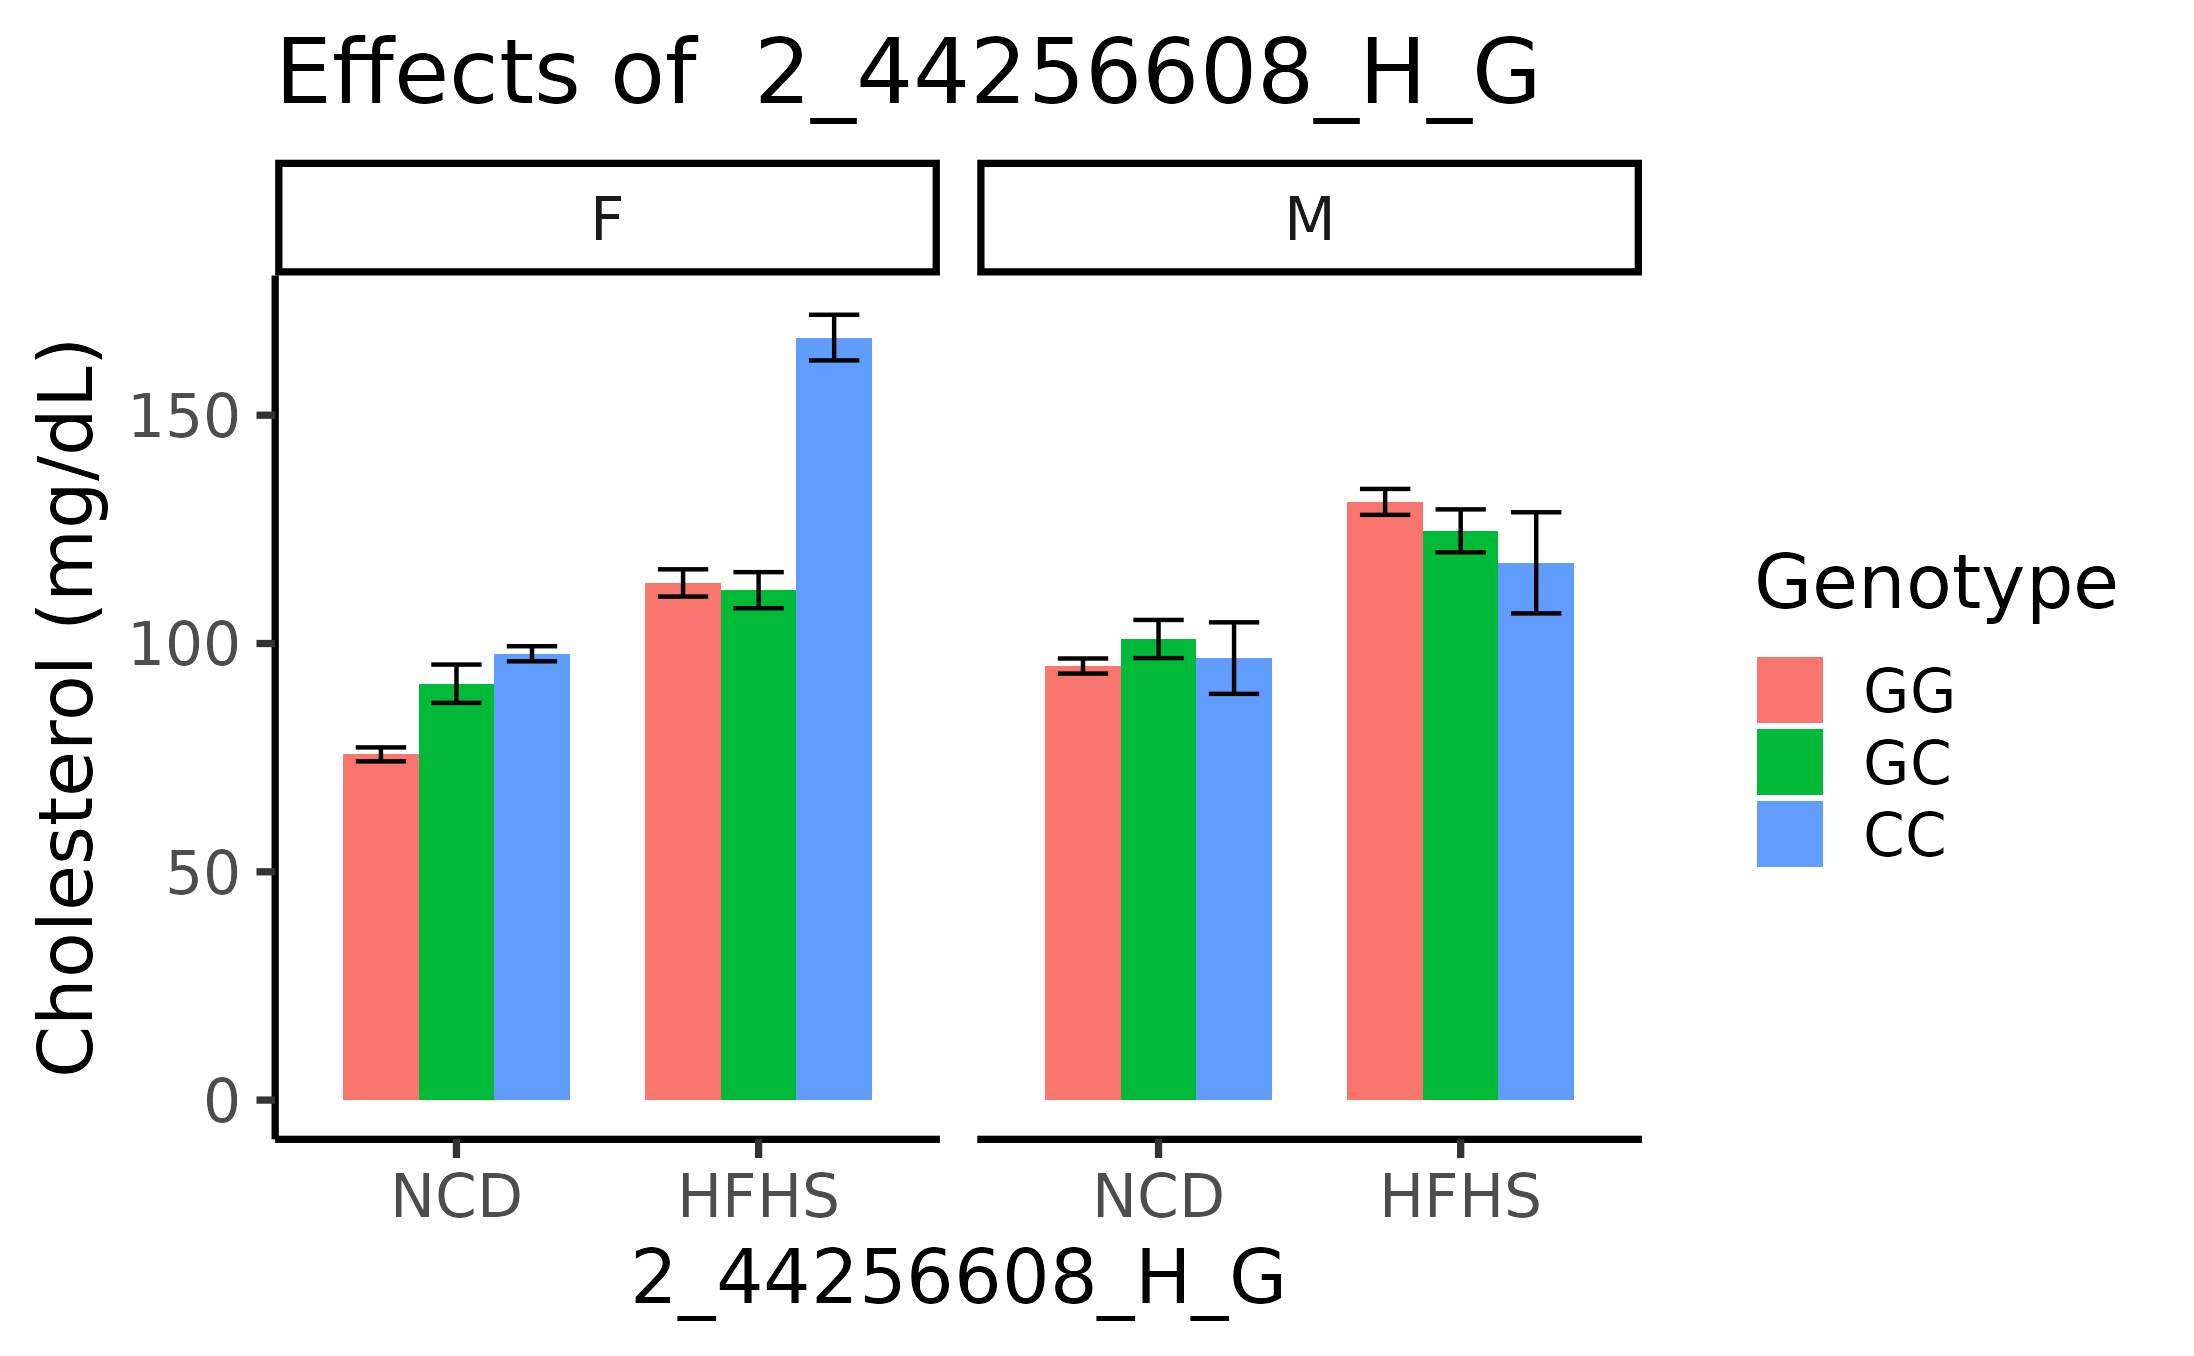 Effects of  2_44256608_H_G
F
M
Cholesterol (mg/dL)
150
100
50
0
NCD
HFHS
NCD
HFHS
2_44256608_H_G
Genotype
GG
GC
CC